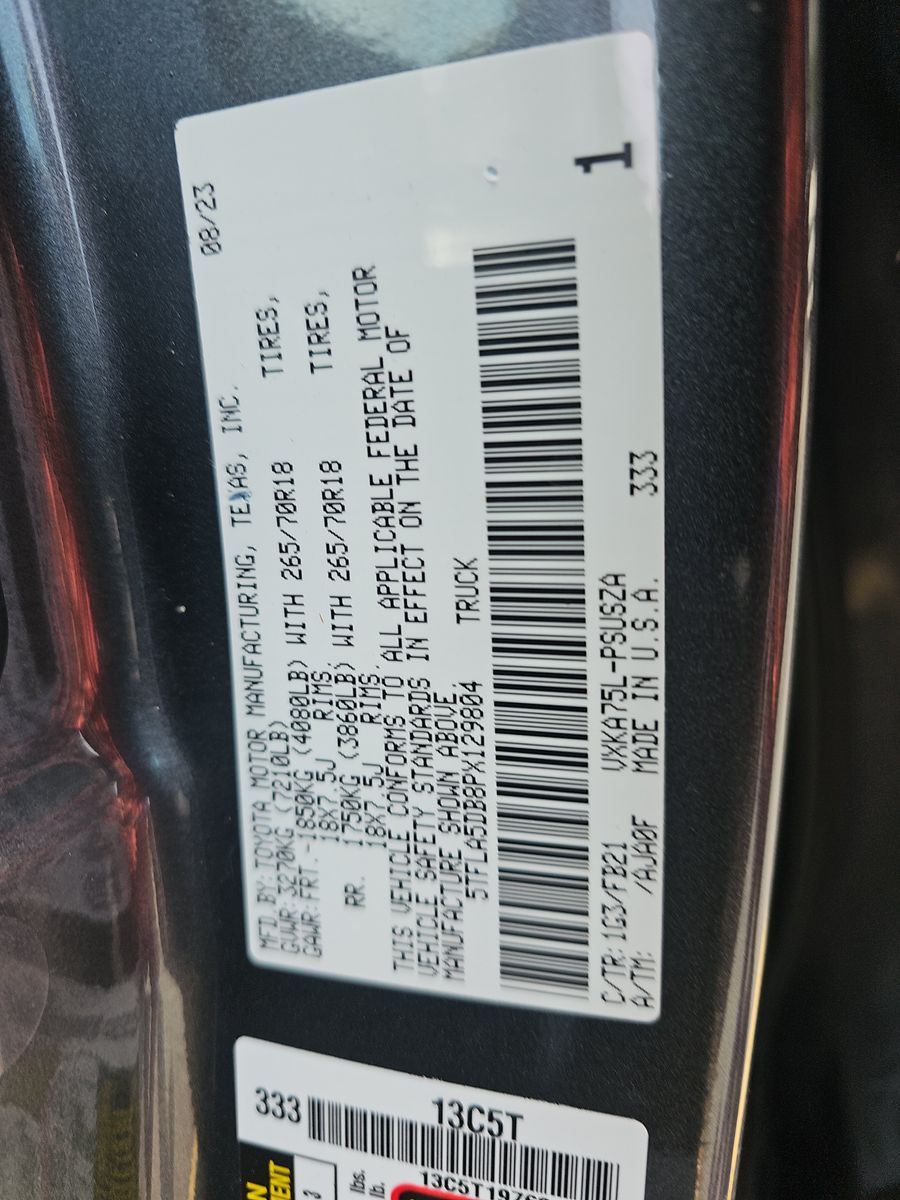 MFD.BY:TOYOTA MOTOR MANUFACTURING, TEXAS, INC. 08/23
GVWR:3270KG (7210LB)
GAWR:FRT.-1850KG (4080LB) WITH 265/70R18 TIRES,
18X7.5J RIMS,
RR. 1750KG (3860LB) WITH 265/70R18 TIRES,
18X7.5J RIMS,
THIS VEHICLE CONFORMS TO ALL APPLICABLE FEDERAL MOTOR
VEHICLE SAFETY STANDARDS IN EFFECT ON THE DATE OF
MANUFACTURE SHOWN ABOVE.
5TFLA5DB8PX129804 TRUCK
C/TR:1G3/FB21 VXKA75L-PSUSZA 1
A/TM: /AJA0F MADE IN U.S.A. 333
333
13C5T
lbs.
lb.
3